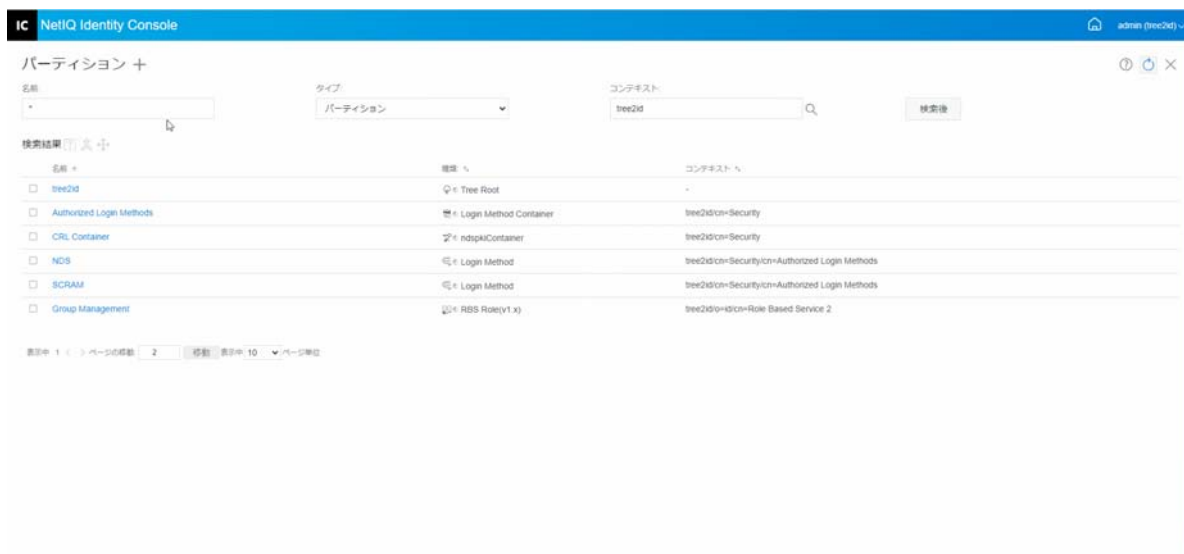 IC NetIQ Identity Console admin (tree2id)
パーティション +
名前: タイプ: コンテキスト:
* パーティション tree2id 検索後
検索結果
名前 種類: コンテキスト
tree2id Tree Root -
Authorized Login Methods Login Method Container tree2id/cn=Security
CRL Container ndspkiContainer tree2id/cn=Security
NDS Login Method tree2id/cn=Security/cn=Authorized Login Methods
SCRAM Login Method tree2id/cn=Security/cn=Authorized Login Methods
Group Management RBS Role(v1.x) tree2id/o=id/cn=Role Based Service 2
表示中 1 ページの移動 2 移動 表示中 10 ページ単位